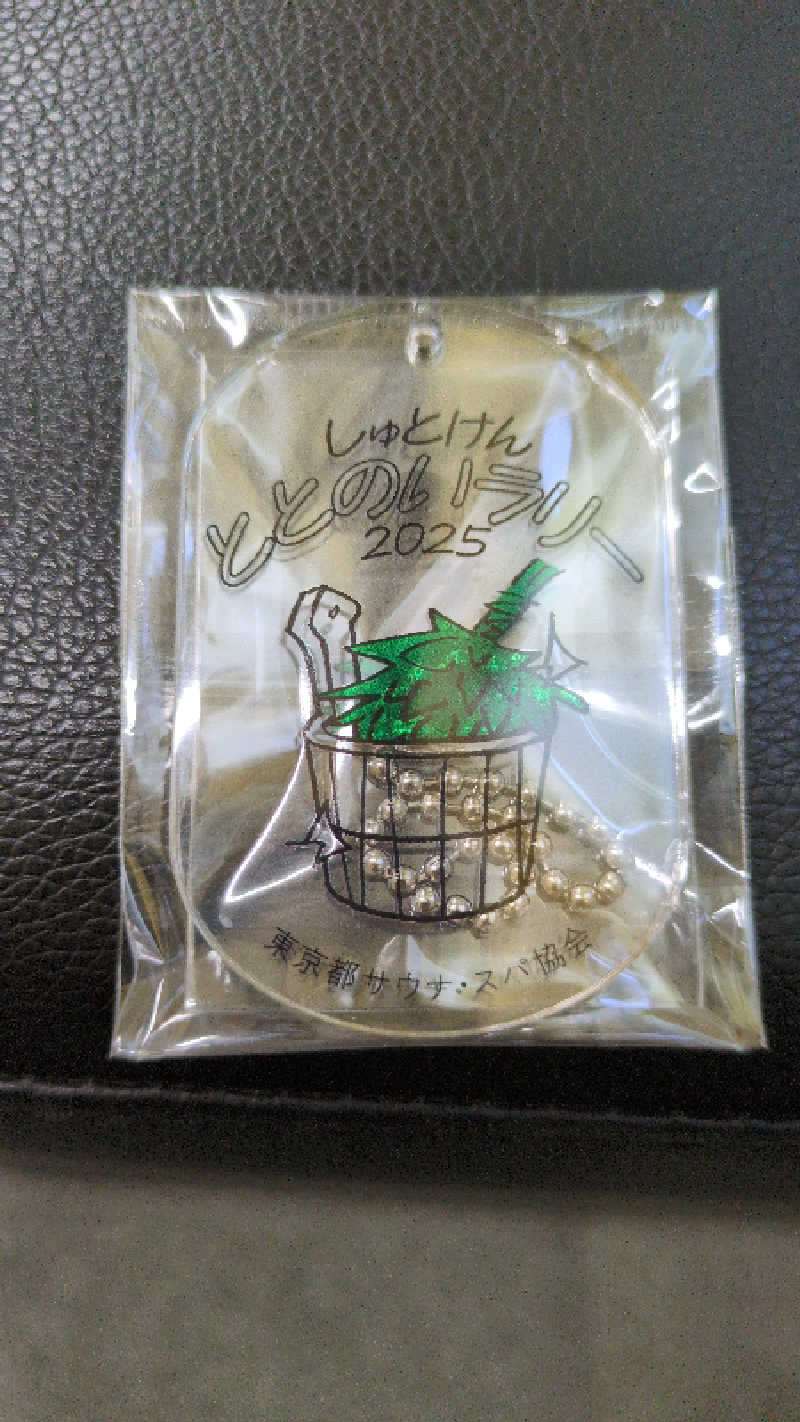 しゅとけん
ととのいラリー
2025
東京都サウナ・スパ協会